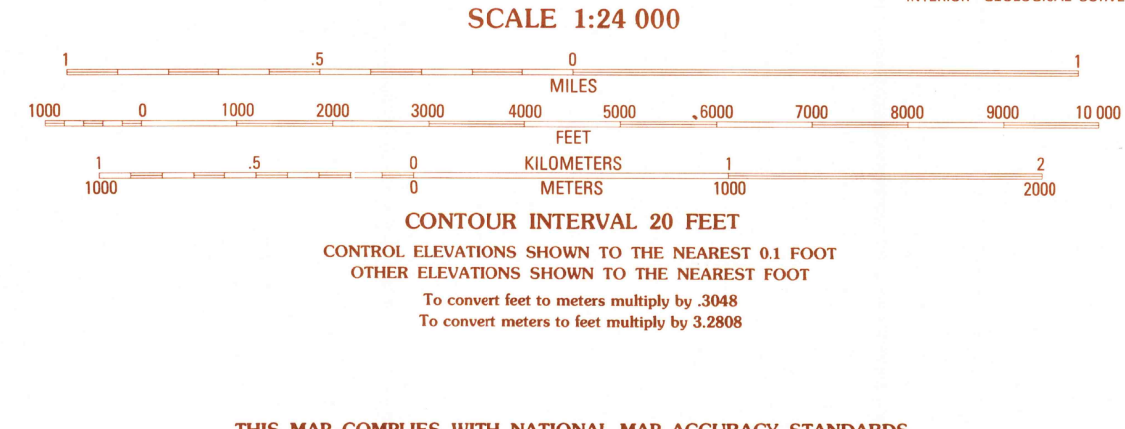 INTERIOR—GEOLOGICAL SURVE
SCALE 1:24 000
1 .5 0 1
MILES
1000 0 1000 2000 3000 4000 5000 6000 7000 8000 9000 10 000
FEET
1 .5 0 KILOMETERS 1 2
1000 0 METERS 1000 2000
CONTOUR INTERVAL 20 FEET
CONTROL ELEVATIONS SHOWN TO THE NEAREST 0.1 FOOT
OTHER ELEVATIONS SHOWN TO THE NEAREST FOOT
To convert feet to meters multiply by .3048
To convert meters to feet multiply by 3.2808
THIS MAP COMPLIES WITH NATIONAL MAP ACCURACY STANDARDS